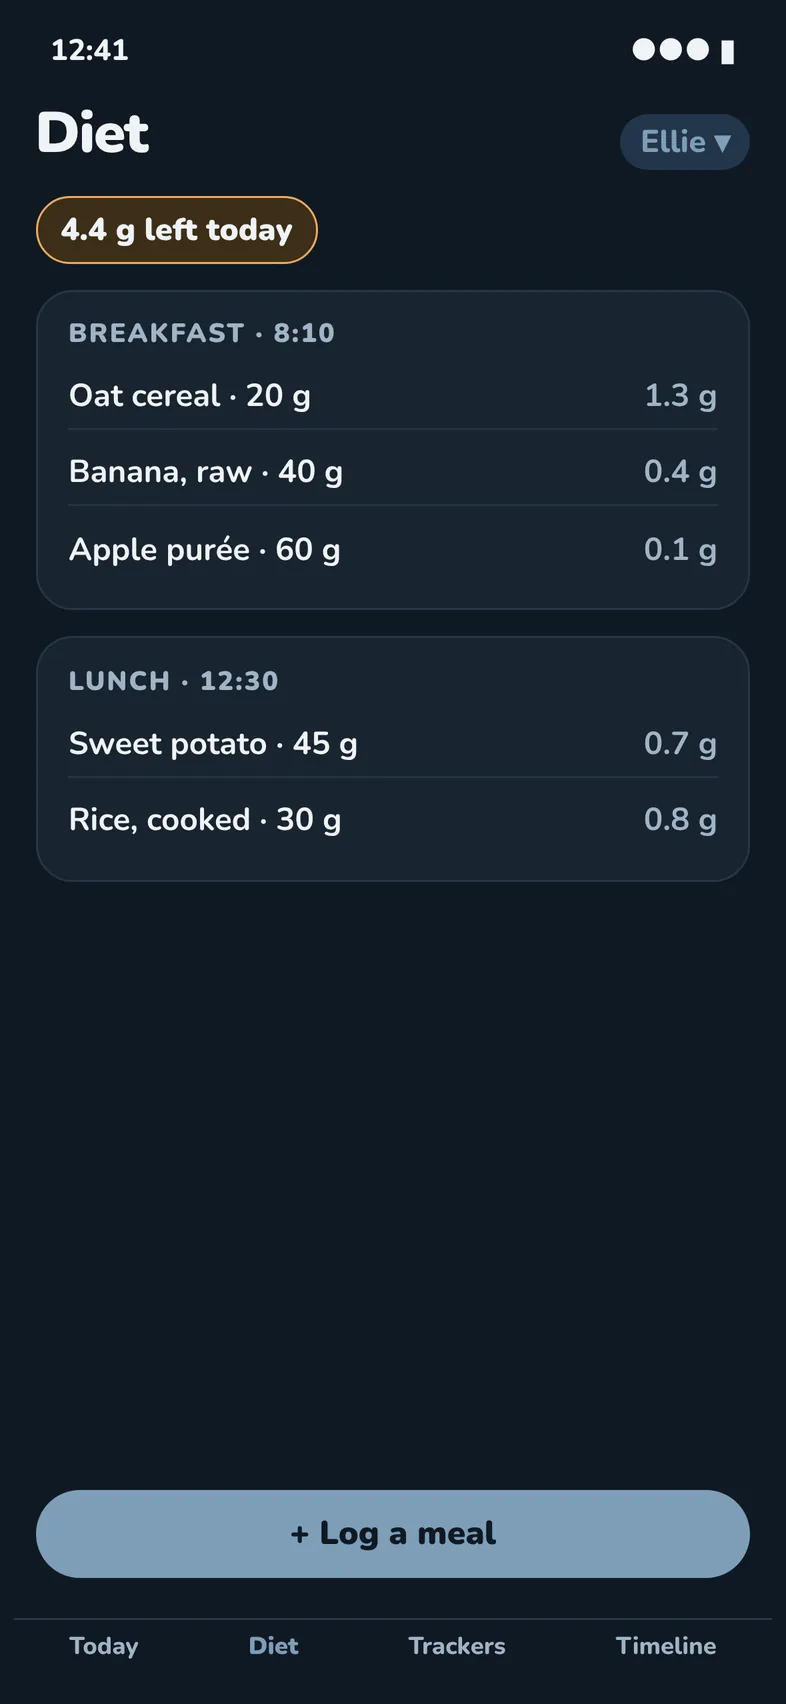 12:41
Diet
Ellie ▼
4.4 g left today
BREAKFAST · 8:10
Oat cereal · 20 g 1.3 g
Banana, raw · 40 g 0.4 g
Apple purée · 60 g 0.1 g
LUNCH · 12:30
Sweet potato · 45 g 0.7 g
Rice, cooked · 30 g 0.8 g
+ Log a meal
Today Diet Trackers Timeline